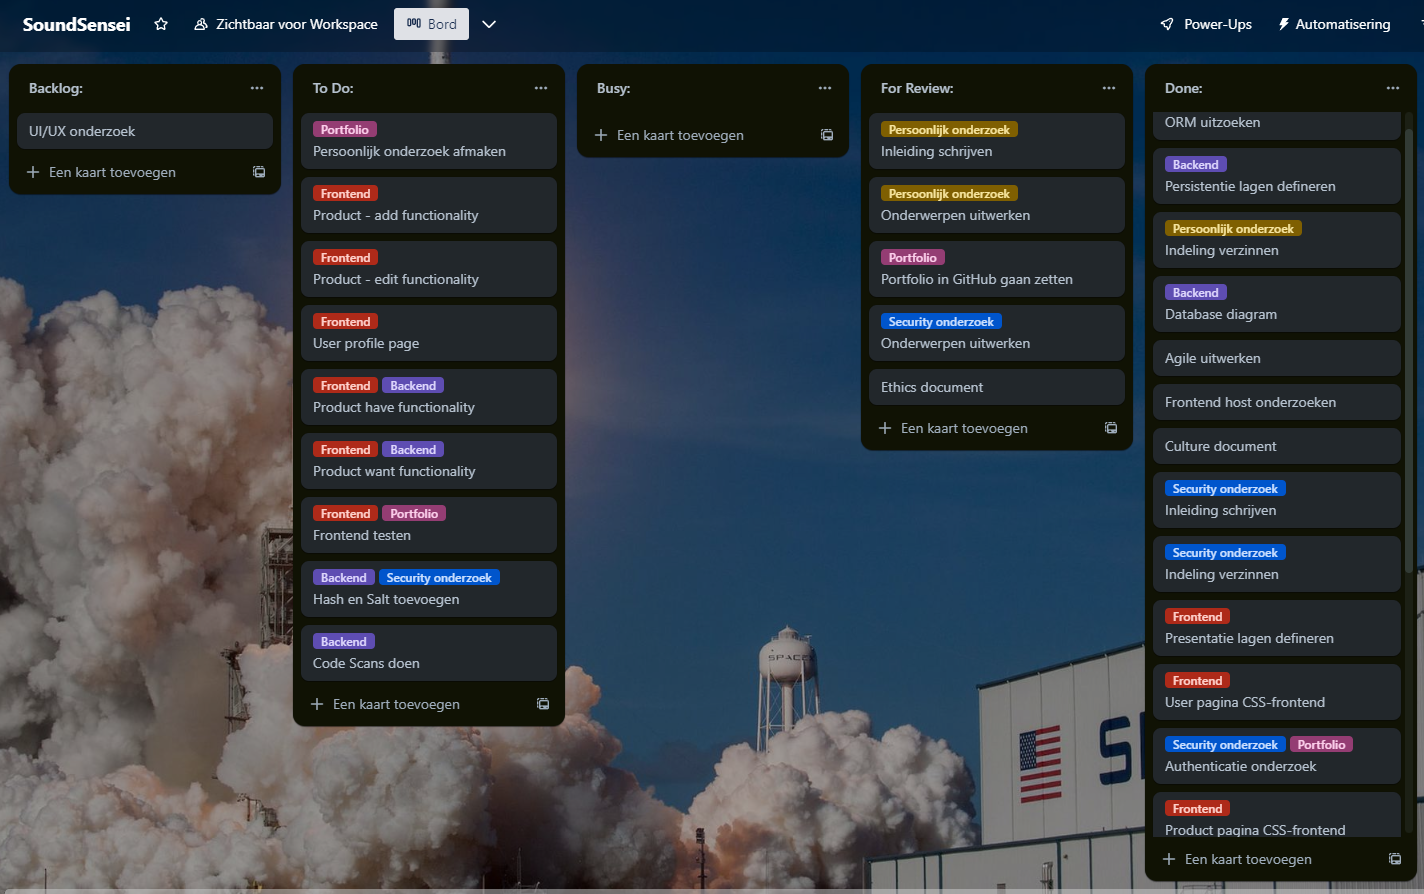 SoundSensei
Zichtbaar voor Workspace
Bord
Power-Ups
Automatisering
Backlog:
UI/UX onderzoek
Een kaart toevoegen
To Do:
Portfolio
Persoonlijk onderzoek afmaken
Frontend
Product - add functionality
Frontend
Product - edit functionality
Frontend
User profile page
Frontend Backend
Product have functionality
Frontend Backend
Product want functionality
Frontend Portfolio
Frontend testen
Backend Security onderzoek
Hash en Salt toevoegen
Backend
Code Scans doen
Een kaart toevoegen
Busy:
Een kaart toevoegen
For Review:
Persoonlijk onderzoek
Inleiding schrijven
Persoonlijk onderzoek
Onderwerpen uitwerken
Portfolio
Portfolio in GitHub gaan zetten
Security onderzoek
Onderwerpen uitwerken
Ethics document
Een kaart toevoegen
Done:
ORM uitzoeken
Backend
Persistentie lagen defineren
Persoonlijk onderzoek
Indeling verzinnen
Backend
Database diagram
Agile uitwerken
Frontend host onderzoeken
Culture document
Security onderzoek
Inleiding schrijven
Security onderzoek
Indeling verzinnen
Frontend
Presentatie lagen defineren
Frontend
User pagina CSS-frontend
Security onderzoek Portfolio
Authenticatie onderzoek
Frontend
Product pagina CSS-frontend
Een kaart toevoegen
SPACEX
S